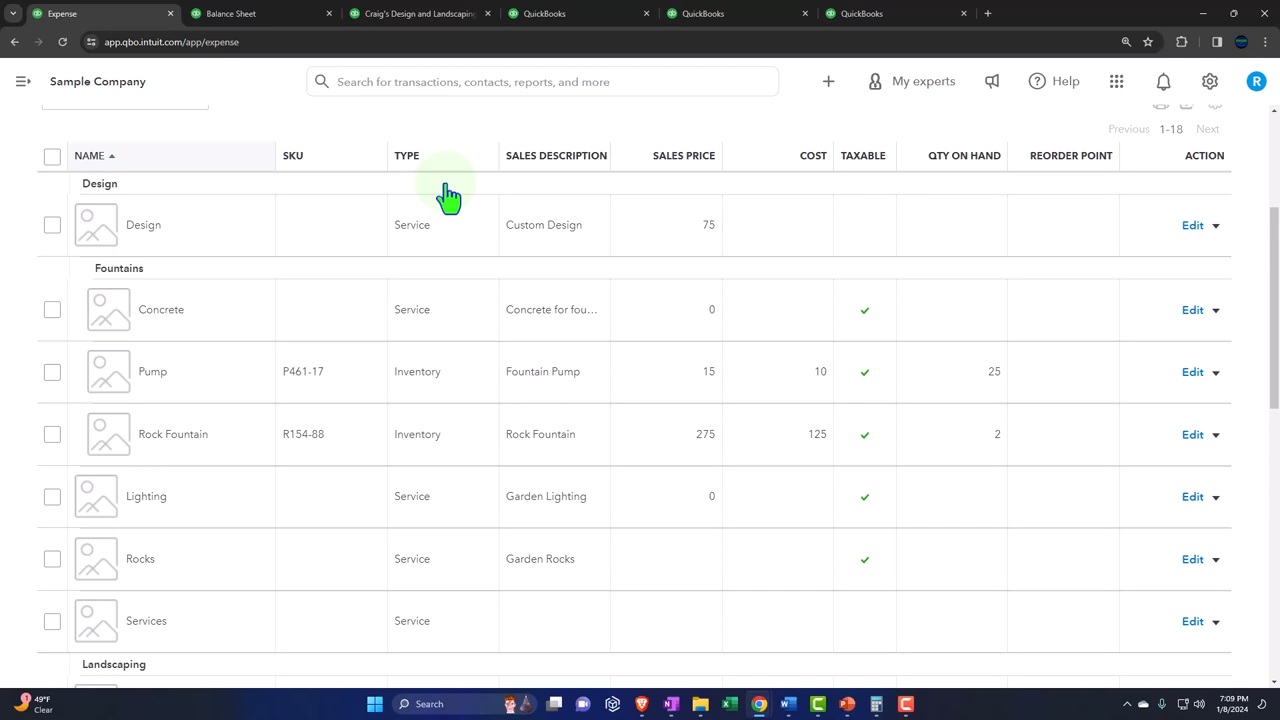 Expense
Balance Sheet
Craig's Design and Landscaping
QuickBooks
QuickBooks
QuickBooks
app.qbo.intuit.com/app/expense
Sample Company
Search for transactions, contacts, reports, and more
My experts
Help
R
Previous 1-18 Next
NAME SKU TYPE SALES DESCRIPTION SALES PRICE COST TAXABLE QTY ON HAND REORDER POINT ACTION
Design
Design Service Custom Design 75 Edit
Fountains
Concrete Service Concrete for fou... 0 Edit
Pump P461-17 Inventory Fountain Pump 15 10 25 Edit
Rock Fountain R154-88 Inventory Rock Fountain 275 125 2 Edit
Lighting Service Garden Lighting 0 Edit
Rocks Service Garden Rocks Edit
Services Service Edit
Landscaping
49°F
Clear
Search
7:09 PM
1/8/2024